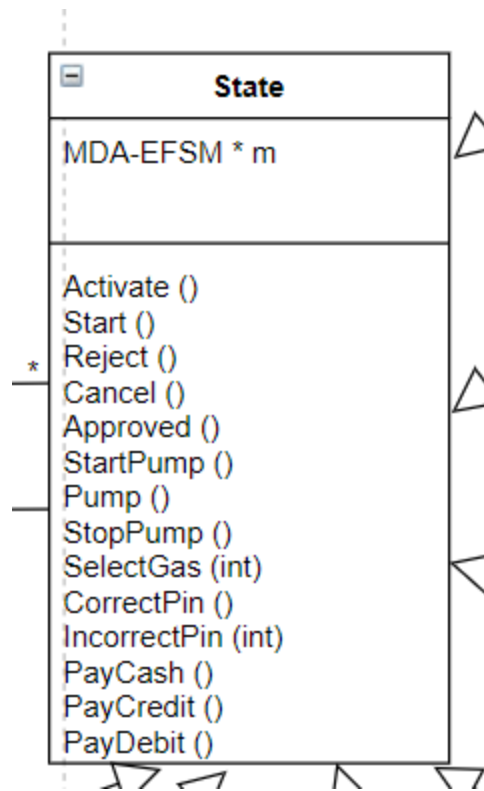 State
MDA-EFSM * m
Activate ()
Start ()
Reject ()
*
Cancel ()
Approved ()
StartPump ()
Pump ()
StopPump ()
SelectGas (int)
CorrectPin ()
IncorrectPin (int)
PayCash ()
PayCredit ()
PayDebit ()